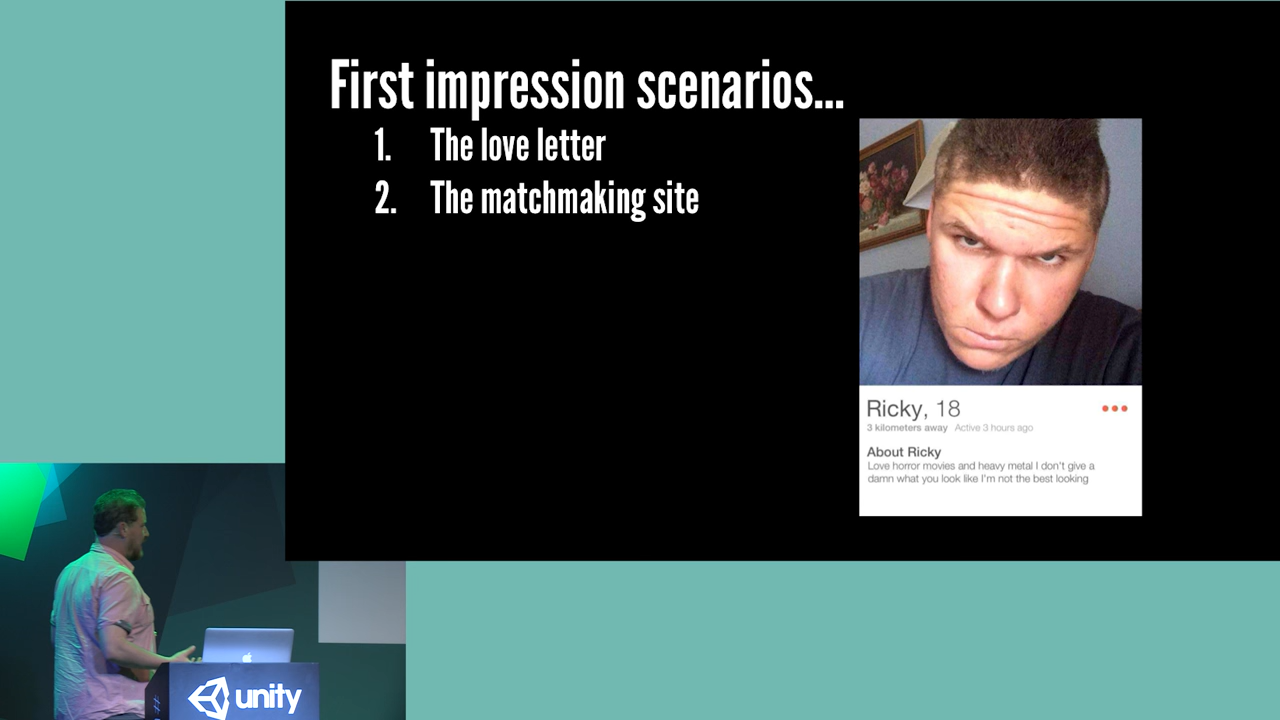 First impression scenarios...
1. The love letter
2. The matchmaking site
Ricky, 18
3 kilometers away Active 3 hours ago
About Ricky
Love horror movies and heavy metal I don't give a
damn what you look like I'm not the best looking
unity